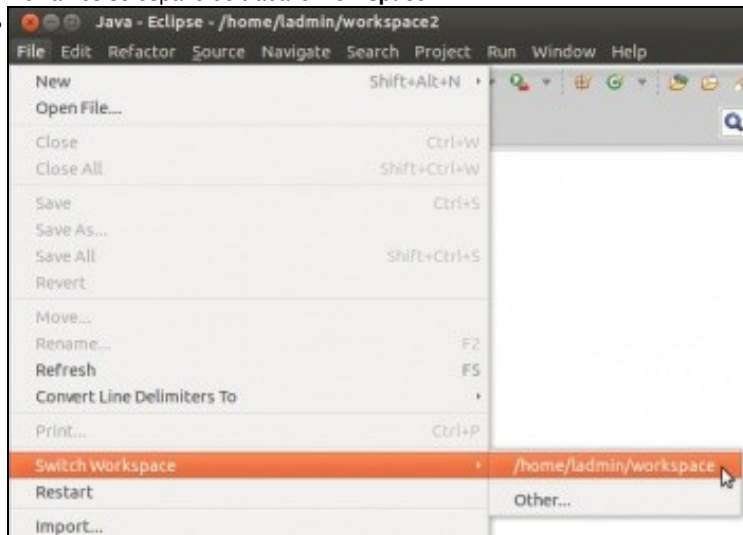 Java - Eclipse - /home/ladmin/workspace2
File Edit Refactor Source Navigate Search Project Run Window Help
New Shift+Alt+N
Open File...
Close Ctrl+W
Close All Shift+Ctrl+W
Save Ctrl+S
Save As...
Save All Shift+Ctrl+S
Revert
Move...
Rename... F2
Refresh F5
Convert Line Delimiters To
Print... Ctrl+P
Switch Workspace /home/ladmin/workspace
Restart Other...
Import...